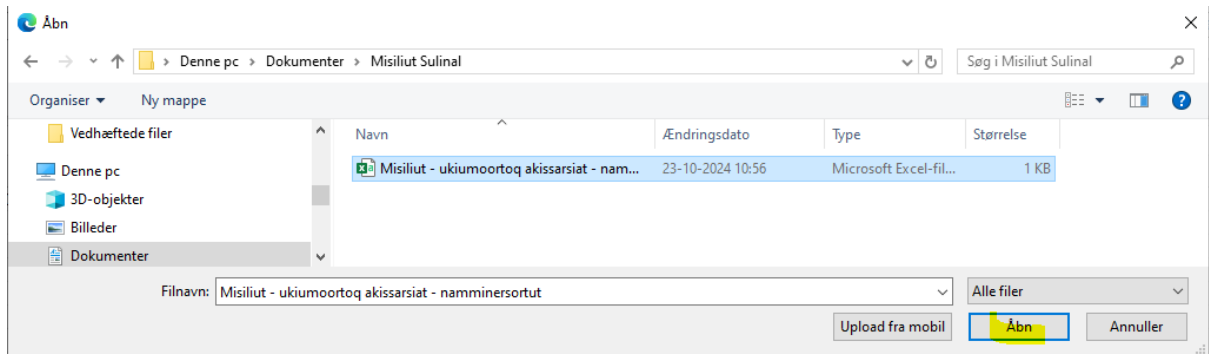 Åbn
Denne pc > Dokumenter > Misiliut Sulinal
Søg i Misiliut Sulinal
Organiser Ny mappe
Vedhæftede filer
Denne pc
3D-objekter
Billeder
Dokumenter
Navn Ændringsdato Type Størrelse
Misiliut - ukiumoortoq akissarsiat - nam... 23-10-2024 10:56 Microsoft Excel-fil... 1 KB
Filnavn: Misiliut - ukiumoortoq akissarsiat - namminersortut
Alle filer
Upload fra mobil Åbn Annuller